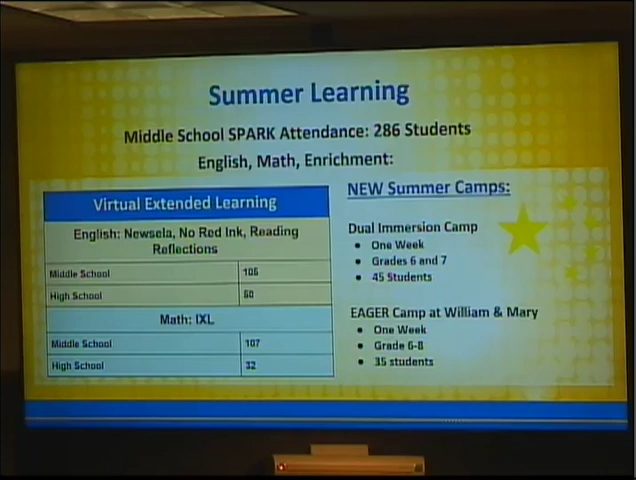 Summer Learning
Middle School SPARK Attendance: 286 Students
English, Math, Enrichment:
Virtual Extended Learning
English: Newsela, No Red Ink, Reading
Reflections
Middle School 105
High School 60
Math: IXL
Middle School 107
High School 32
NEW Summer Camps:
Dual Immersion Camp
• One Week
• Grades 6 and 7
• 45 Students
EAGER Camp at William & Mary
• One Week
• Grade 6-8
• 35 students